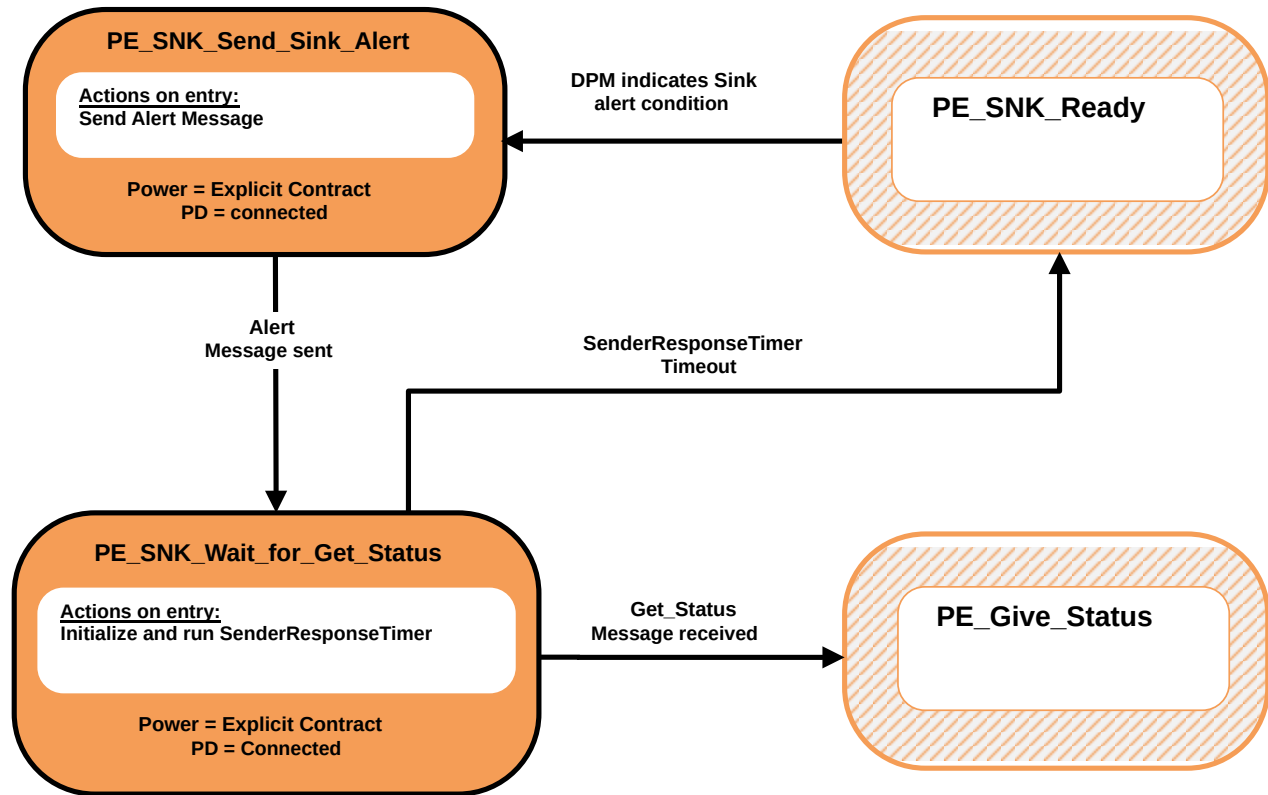 PE_SNK_Send_Sink_Alert
Actions on entry:
Send Alert Message
Power = Explicit Contract
PD = connected
DPM indicates Sink
alert condition
PE_SNK_Ready
Alert
Message sent
SenderResponseTimer
Timeout
PE_SNK_Wait_for_Get_Status
Actions on entry:
Initialize and run SenderResponseTimer
Power = Explicit Contract
PD = Connected
Get_Status
Message received
PE_Give_Status